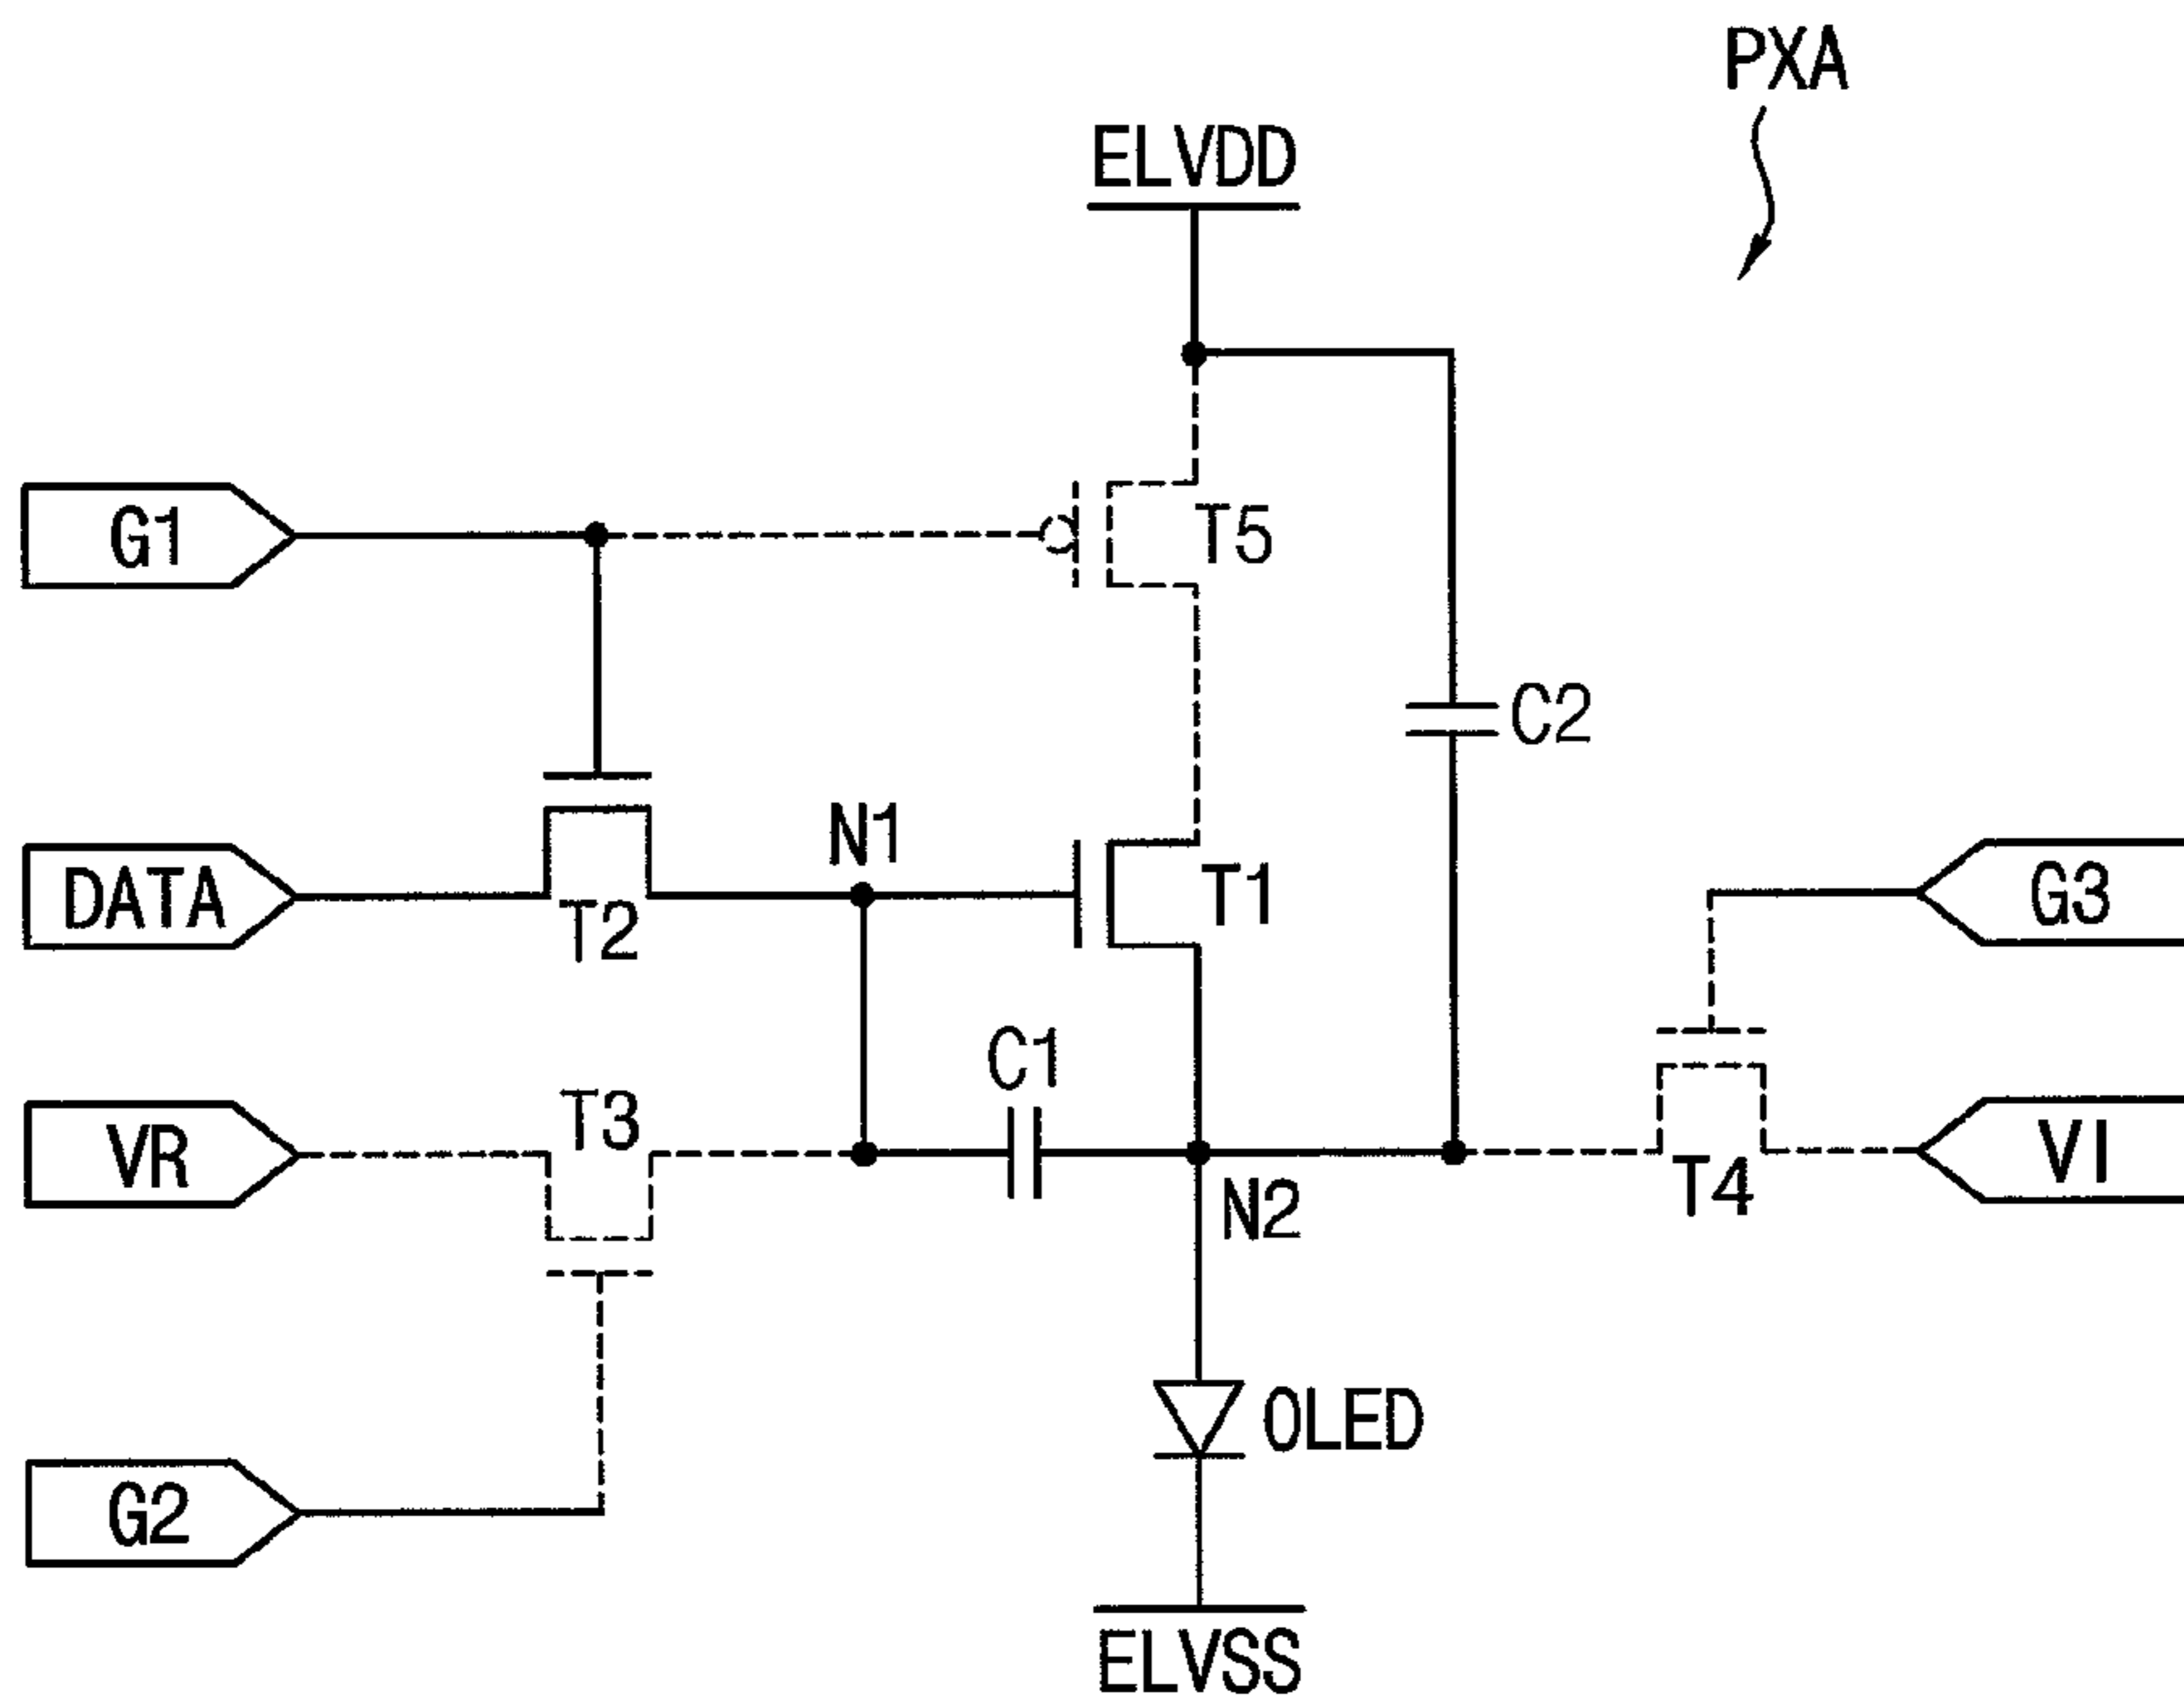 PXA
ELVDD
G1
T5
C2
N1
DATA
T2
T1
G3
C1
VR
T3
N2
T4
VI
OLED
G2
ELVSS